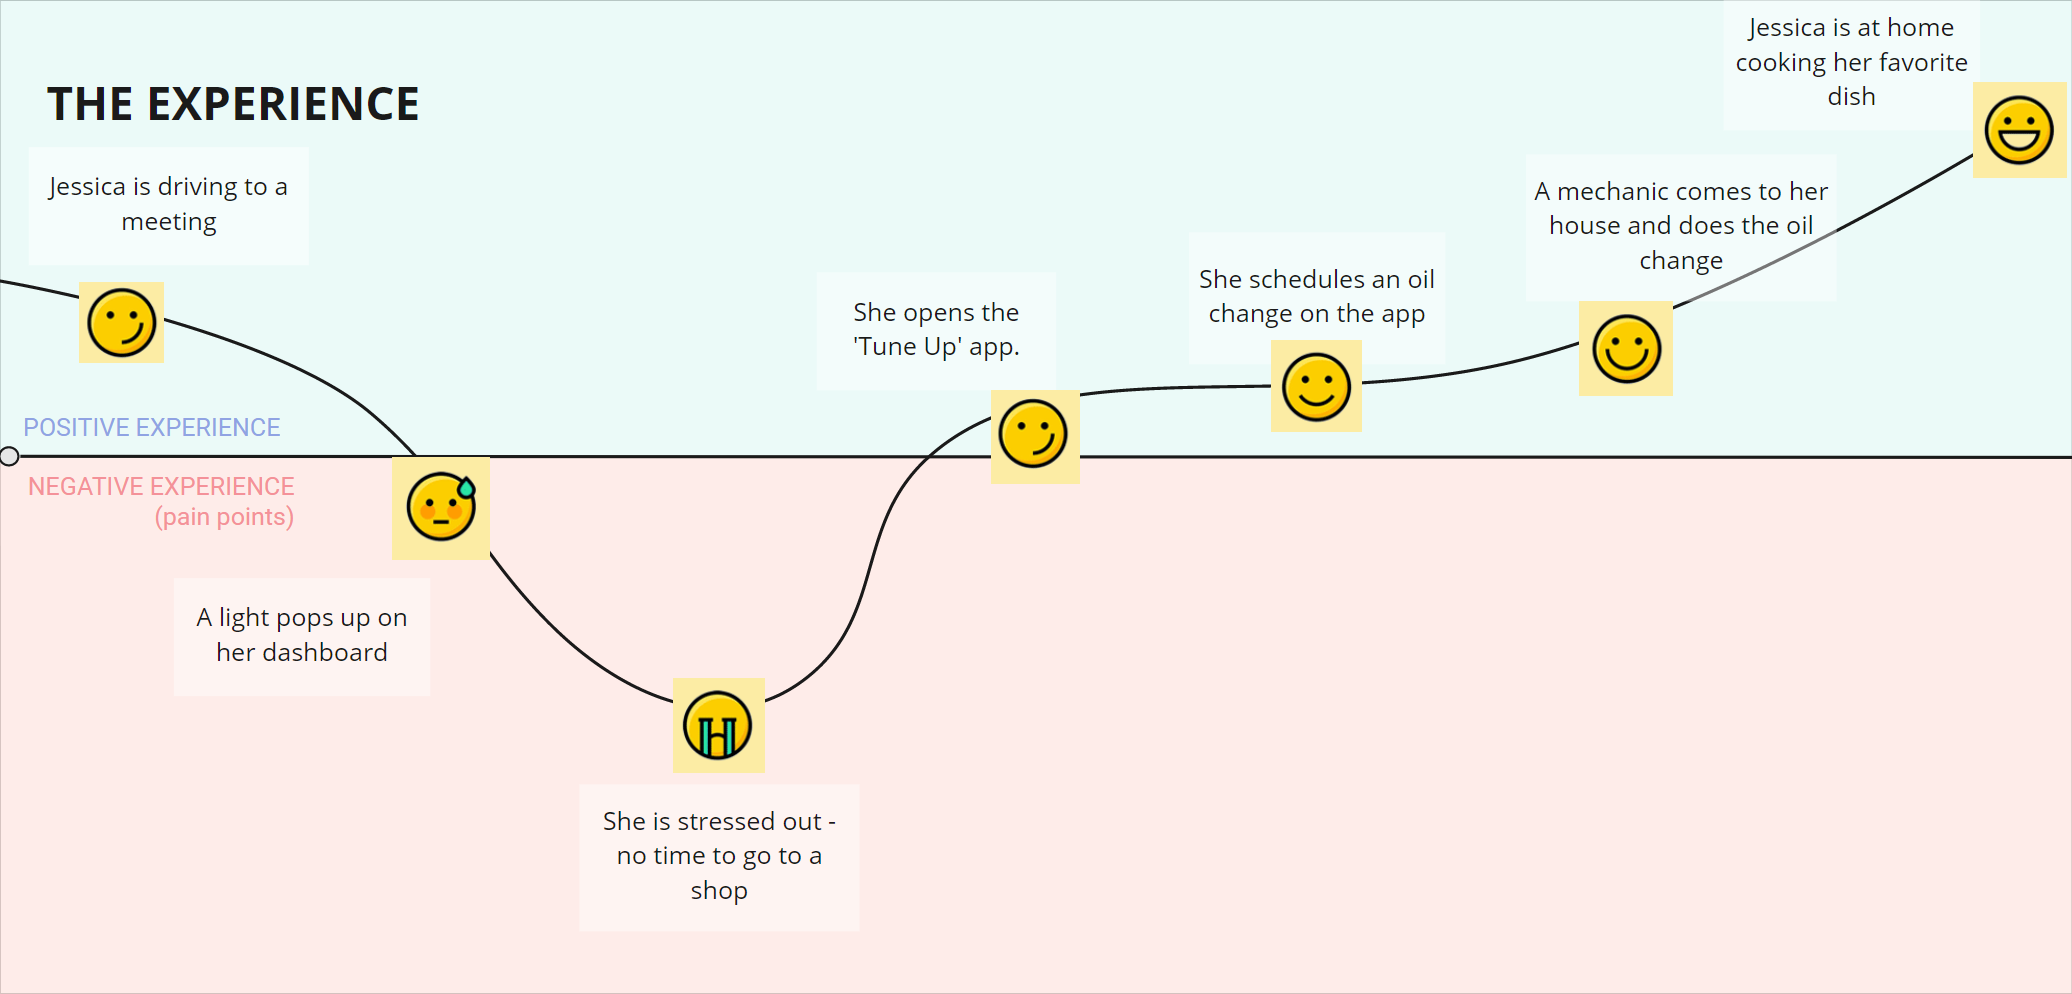 THE EXPERIENCE
Jessica is driving to a
meeting
POSITIVE EXPERIENCE
NEGATIVE EXPERIENCE
(pain points)
A light pops up on
her dashboard
She is stressed out -
no time to go to a
shop
She opens the
'Tune Up' app.
She schedules an oil
change on the app
A mechanic comes to her
house and does the oil
change
Jessica is at home
cooking her favorite
dish